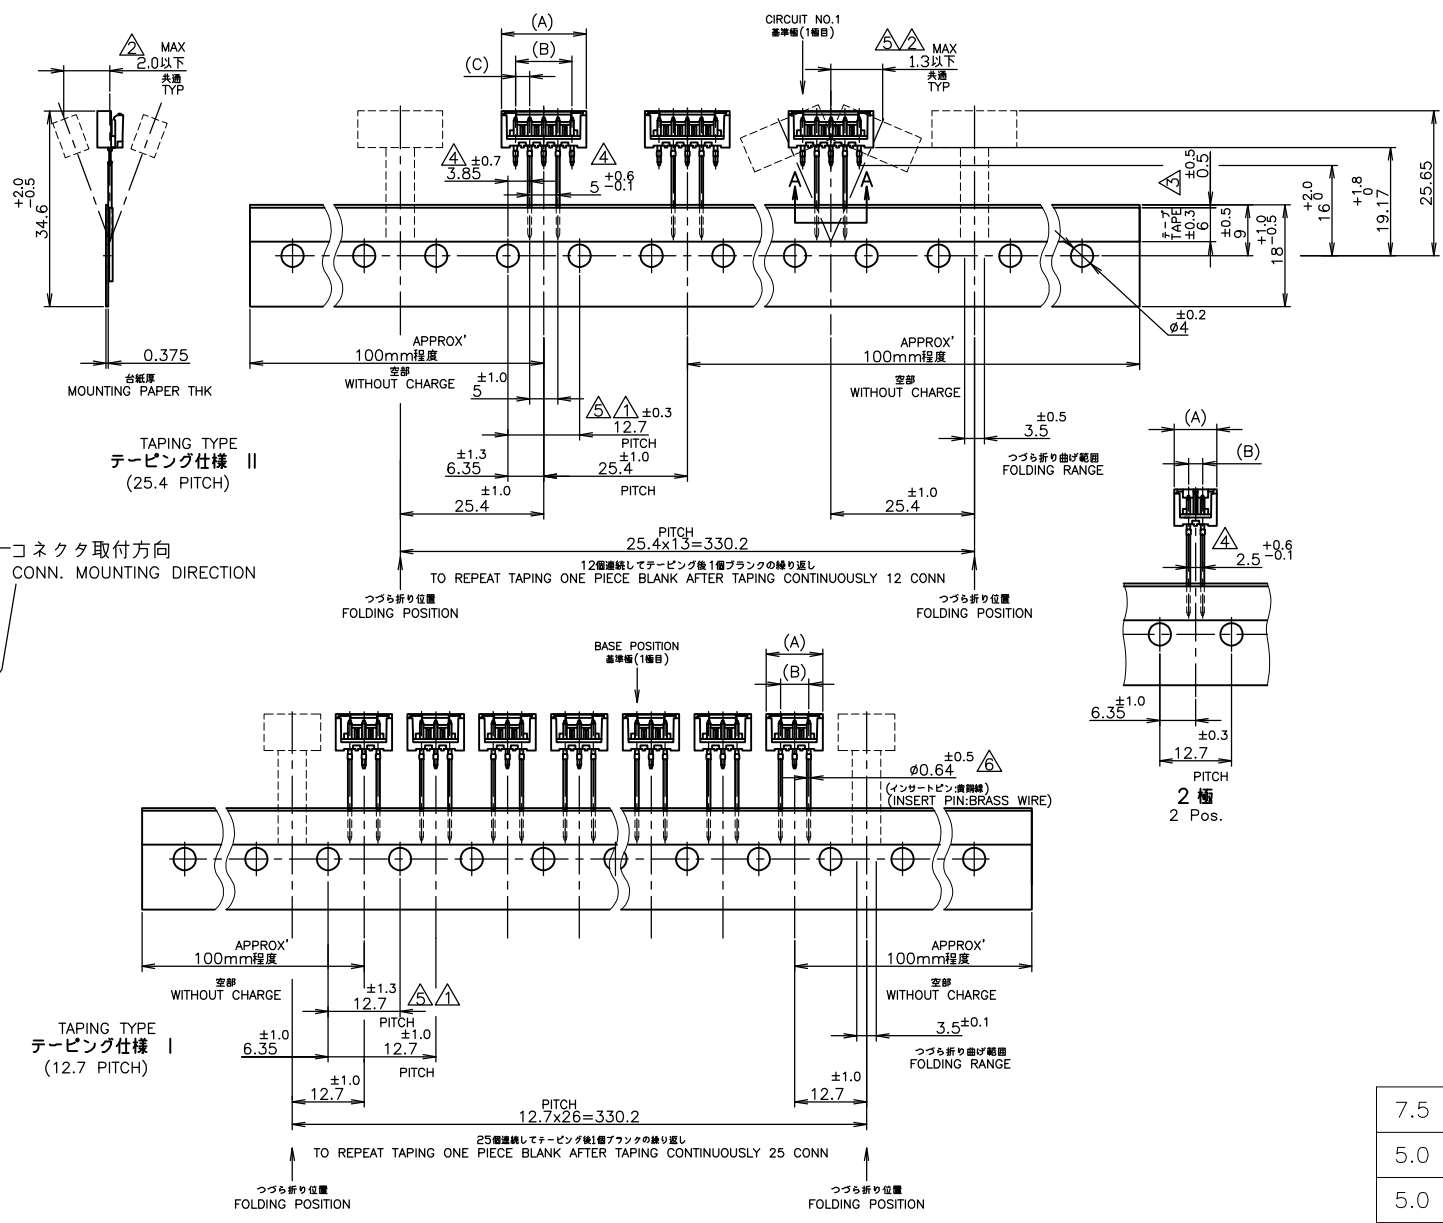 CIRCUIT NO.1
基準極(1極目)
(A)
(B)
(C)
2 MAX
2.0以下
共通
TYP
5 2 MAX
1.3以下
共通
TYP
4 ±0.7
3.85
4 +0.6
5 -0.1
A A
+2.0
-0.5
34.6
3 ±0.5
0.5
テープ
TAPE
±0.3
6
±0.5
9
+1.0
18-0.5
+2.0
16 0
+1.8
0
19.17
25.65
±0.2
ø4
0.375
台紙厚
MOUNTING PAPER THK
APPROX'
100mm程度
空部
WITHOUT CHARGE
APPROX'
100mm程度
空部
WITHOUT CHARGE
±1.0
5
5 1 ±0.3
12.7
PITCH
±1.3
6.35
±1.0
25.4
PITCH
±0.5
3.5
つづら折り曲げ範囲
FOLDING RANGE
TAPING TYPE
テーピング仕様 II
(25.4 PITCH)
±1.0
25.4
±1.0
25.4
PITCH
25.4x13=330.2
12個連続してテーピング後1個ブランクの繰り返し
TO REPEAT TAPING ONE PIECE BLANK AFTER TAPING CONTINUOUSLY 12 CONN
つづら折り位置
FOLDING POSITION
つづら折り位置
FOLDING POSITION
コネクタ取付方向
CONN. MOUNTING DIRECTION
(A)
(B)
4 +0.6
2.5 -0.1
±1.0
6.35
±0.3
12.7
PITCH
2 極
2 Pos.
BASE POSITION
基準極(1極目)
(A)
(B)
±0.5 6
ø0.64
(インサートピン:黄銅線)
(INSERT PIN:BRASS WIRE)
APPROX'
100mm程度
空部
WITHOUT CHARGE
APPROX'
100mm程度
空部
WITHOUT CHARGE
±1.3 5 1
12.7
PITCH
±1.0
6.35
±1.0
12.7
PITCH
3.5±0.1
つづら折り曲げ範囲
FOLDING RANGE
TAPING TYPE
テーピング仕様 I
(12.7 PITCH)
±1.0
12.7
±1.0
12.7
PITCH
12.7x26=330.2
25個連続してテーピング後1個ブランクの繰り返し
TO REPEAT TAPING ONE PIECE BLANK AFTER TAPING CONTINUOUSLY 25 CONN
つづら折り位置
FOLDING POSITION
つづら折り位置
FOLDING POSITION
7.5
5.0
5.0